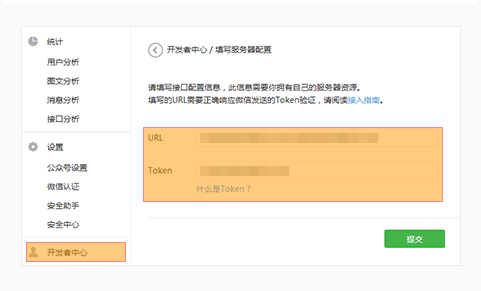 统计
用户分析
图文分析
消息分析
接口分析
设置
公众号设置
微信认证
安全助手
安全中心
开发者中心
开发者中心 / 填写服务器配置
请填写接口配置信息，此信息需要你拥有自己的服务器资源。
填写的URL需要正确响应微信发送的Token验证，请阅读接入指南。
URL
Token
什么是Token？
提交